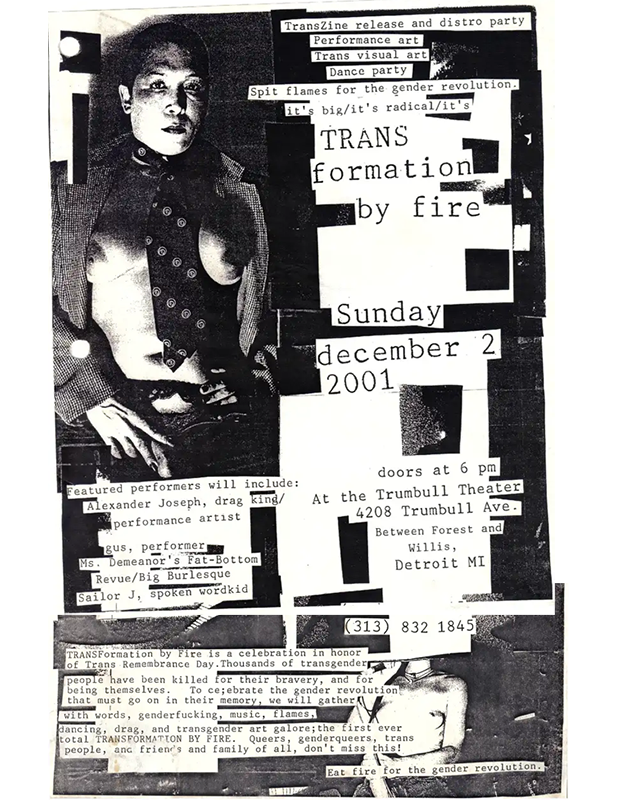 TransZine release and distro party
Performance art
Trans visual art
Dance party
Spit flames for the gender revolution.
it's big/it's radical/it's
TRANS
formation
by fire
Sunday
december 2
2001
doors at 6 pm
At the Trumbull Theater
4208 Trumbull Ave.
Between Forest and
Willis,
Detroit MI
Featured performers will include:
Alexander Joseph, drag king/
performance artist
gus, performer
Ms. Demeanor's Fat-Bottom
Revue/Big Burlesque
Sailor J, spoken wordkid
(313) 832 1845
TRANSFormation by Fire is a celebration in honor
of Trans Remembrance Day.Thousands of transgender
people have been killed for their bravery, and for
being themselves. To ce;ebrate the gender revolution
that must go on in their memory, we will gather
with words, genderfucking, music, flames,
dancing, drag, and transgender art galore;the first ever
total TRANSFORMATION BY FIRE. Queers, genderqueers, trans
people, and friends and family of all, don't miss this!
Eat fire for the gender revolution.